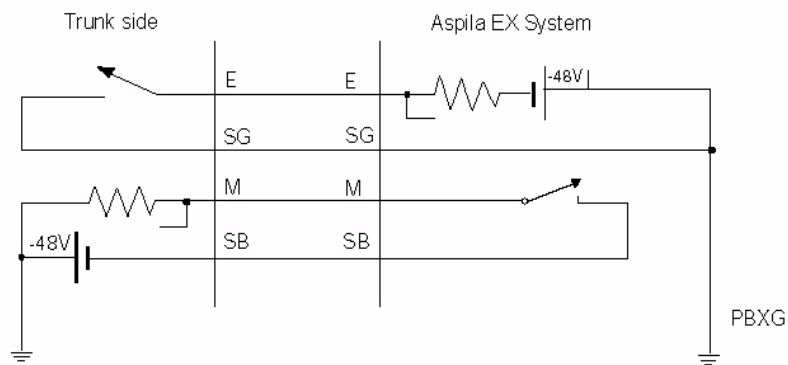 Trunk side
Aspila EX System
E
E
-48V
SG
SG
M
M
-48V
SB
SB
PBXG